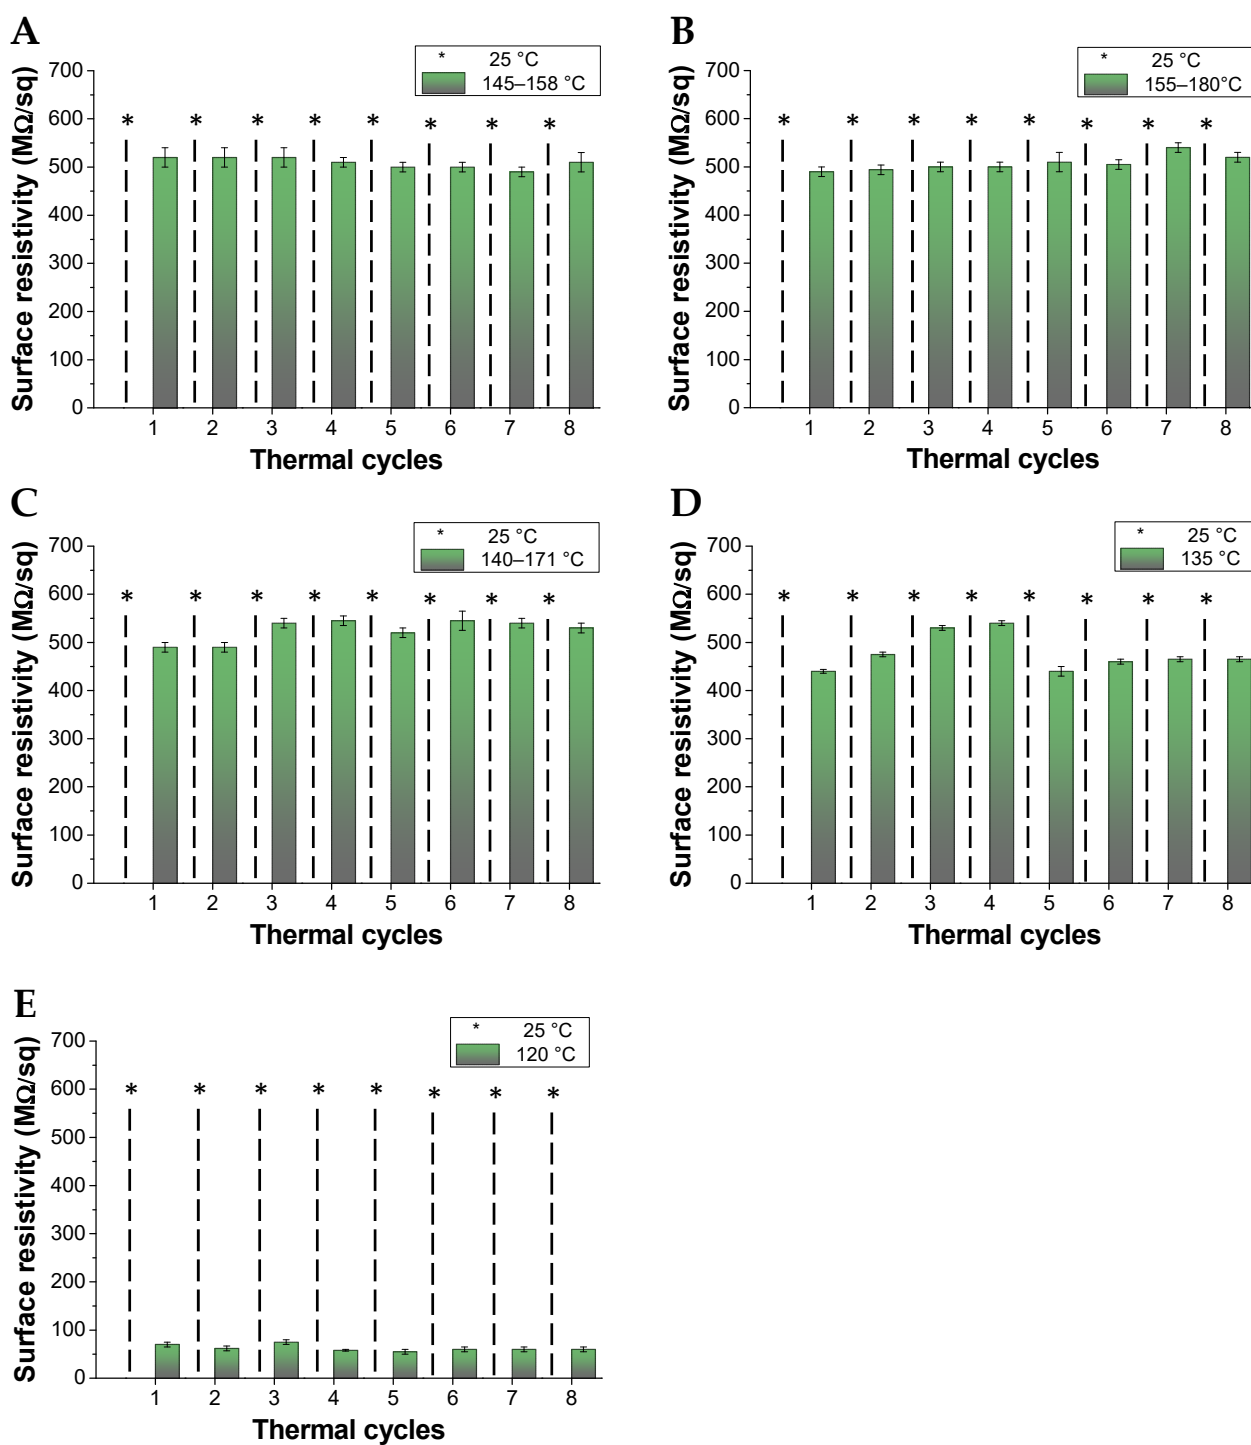 A
* 25 °C
145–158 °C
Surface resistivity (MΩ/sq)
700
600
500
400
300
200
100
0
* * * * * * * *
1 2 3 4 5 6 7 8
Thermal cycles
B
* 25 °C
155–180°C
Surface resistivity (MΩ/sq)
700
600
500
400
300
200
100
0
* * * * * * * *
1 2 3 4 5 6 7 8
Thermal cycles
C
* 25 °C
140–171 °C
Surface resistivity (MΩ/sq)
700
600
500
400
300
200
100
0
* * * * * * * *
1 2 3 4 5 6 7 8
Thermal cycles
D
* 25 °C
135 °C
Surface resistivity (MΩ/sq)
700
600
500
400
300
200
100
0
* * * * * * * *
1 2 3 4 5 6 7 8
Thermal cycles
E
* 25 °C
120 °C
Surface resistivity (MΩ/sq)
700
600
500
400
300
200
100
0
* * * * * * * *
1 2 3 4 5 6 7 8
Thermal cycles